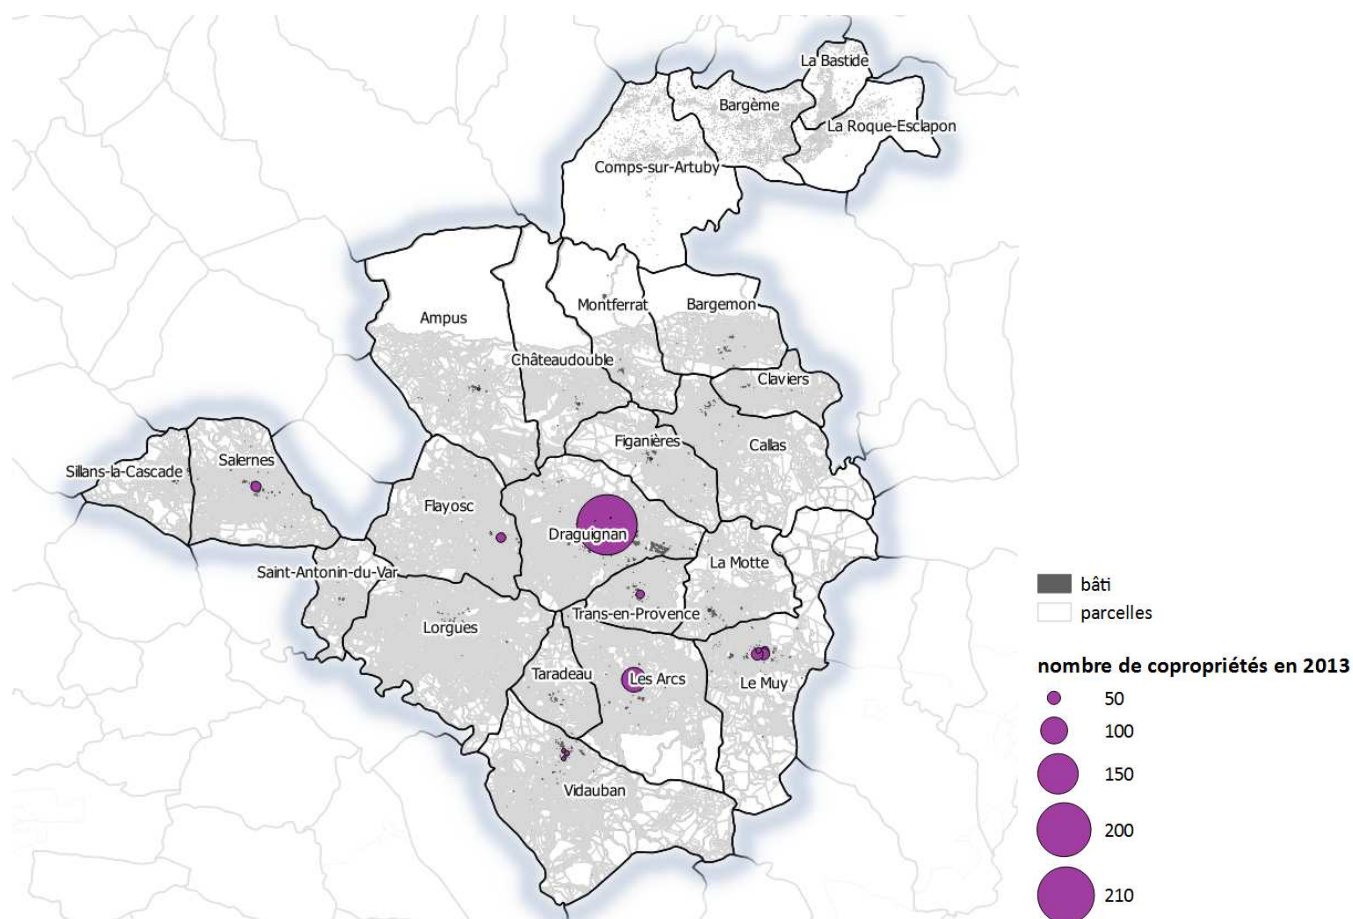 La Bastide
Bargème
La Roque-Esclapon
Comps-sur-Artuby
Montferrat
Bargemon
Ampus
Châteaudouble
Claviers
Figanières
Callas
Salernes
Sillans-la-Cascade
Flayosc
Draguignan
La Motte
Saint-Antonin-du-Var
Trans-en-Provence
Lorgues
Taradeau
Les Arcs
Le Muy
Vidauban
bâti
parcelles
nombre de copropriétés en 2013
50
100
150
200
210